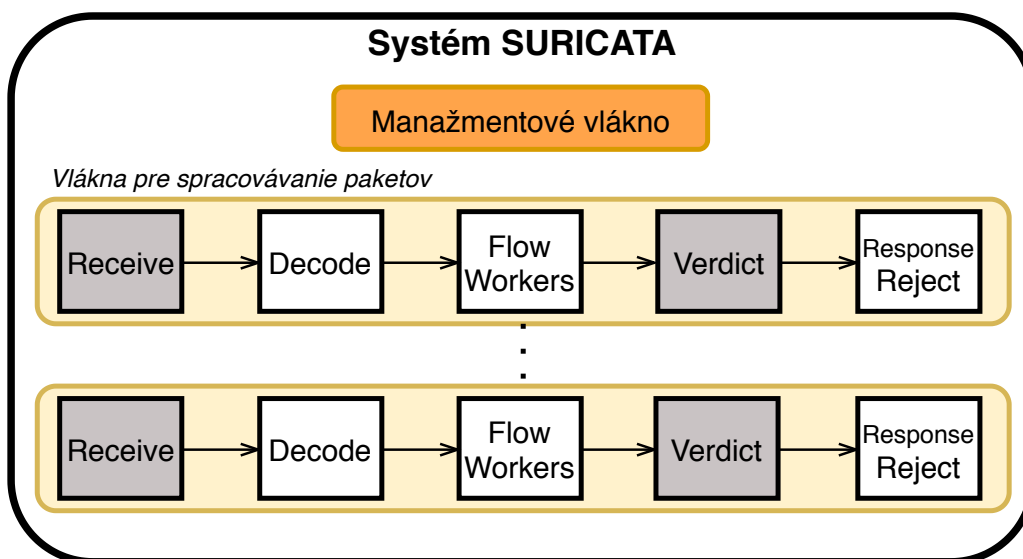 Systém SURICATA
Manažmentové vlákno
Vlákna pre spracovávanie paketov
Receive
Decode
Flow
Workers
Verdict
Response
Reject
Receive
Decode
Flow
Workers
Verdict
Response
Reject